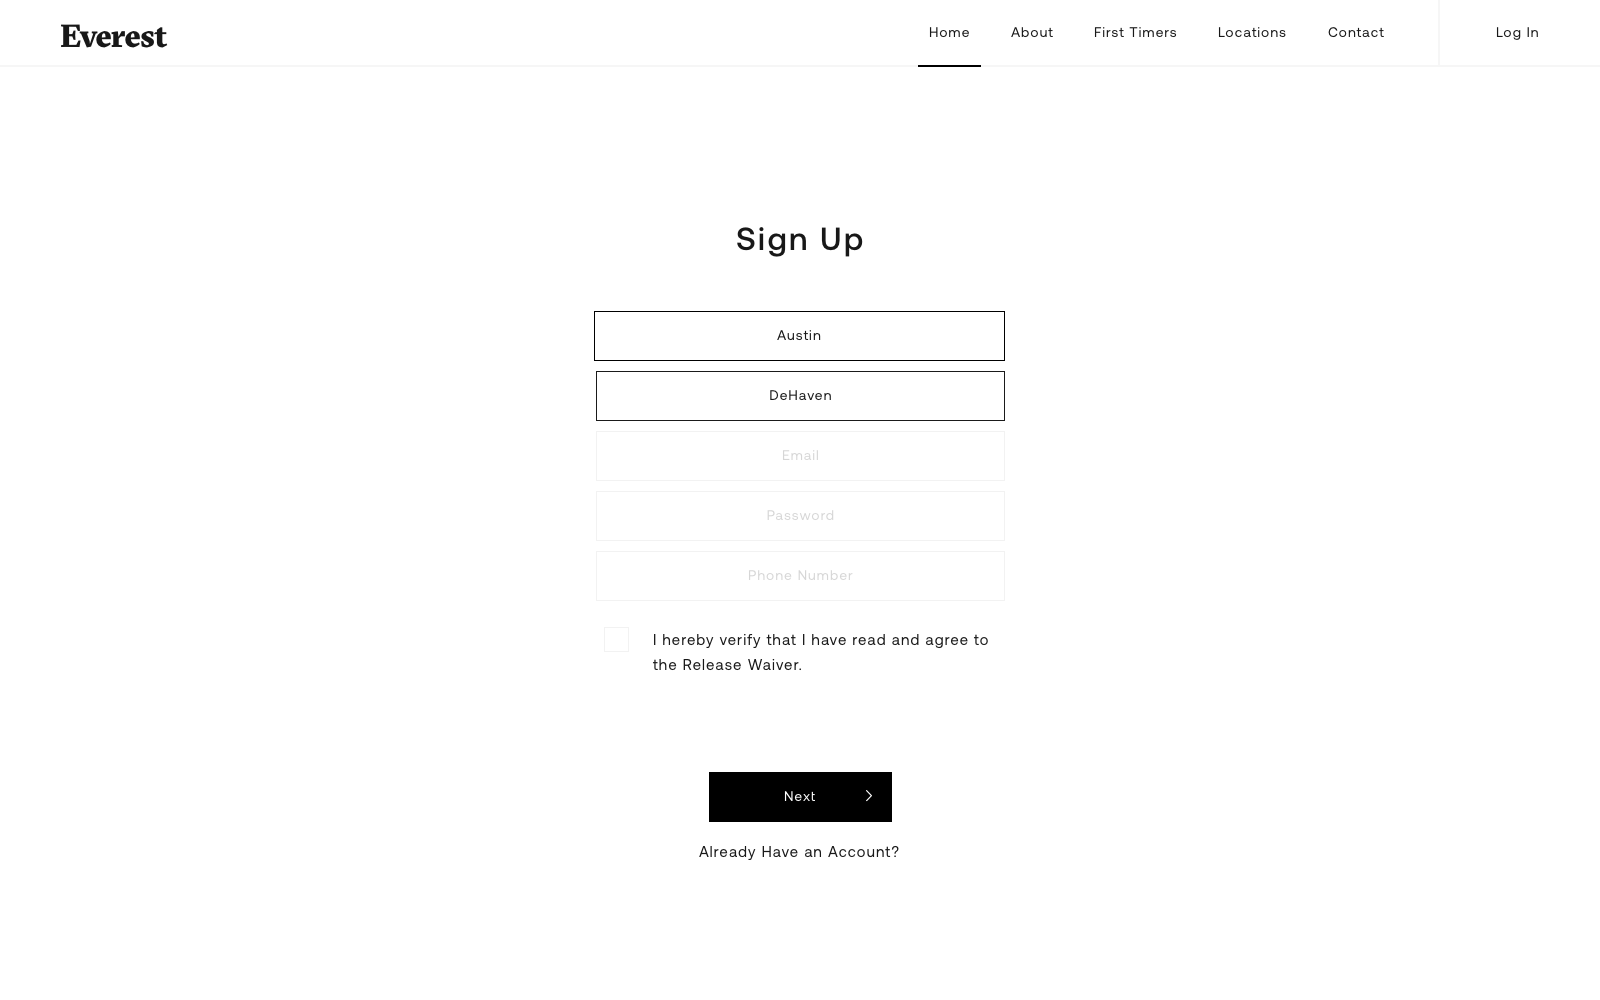 Everest
Home
About
First Timers
Locations
Contact
Log In
Sign Up
Austin
DeHaven
Email
Password
Phone Number
I hereby verify that I have read and agree to
the Release Waiver.
Next
Already Have an Account?